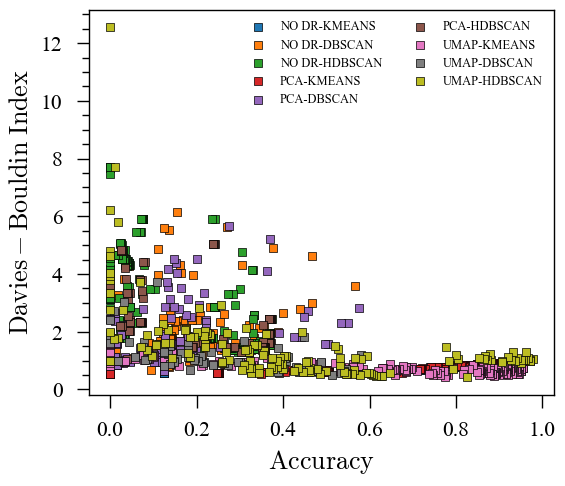 NO DR-KMEANS
NO DR-DBSCAN
NO DR-HDBSCAN
PCA-KMEANS
PCA-DBSCAN
PCA-HDBSCAN
UMAP-KMEANS
UMAP-DBSCAN
UMAP-HDBSCAN
Davies − Bouldin Index
12
10
8
6
4
2
0
0.0 0.2 0.4 0.6 0.8 1.0
Accuracy